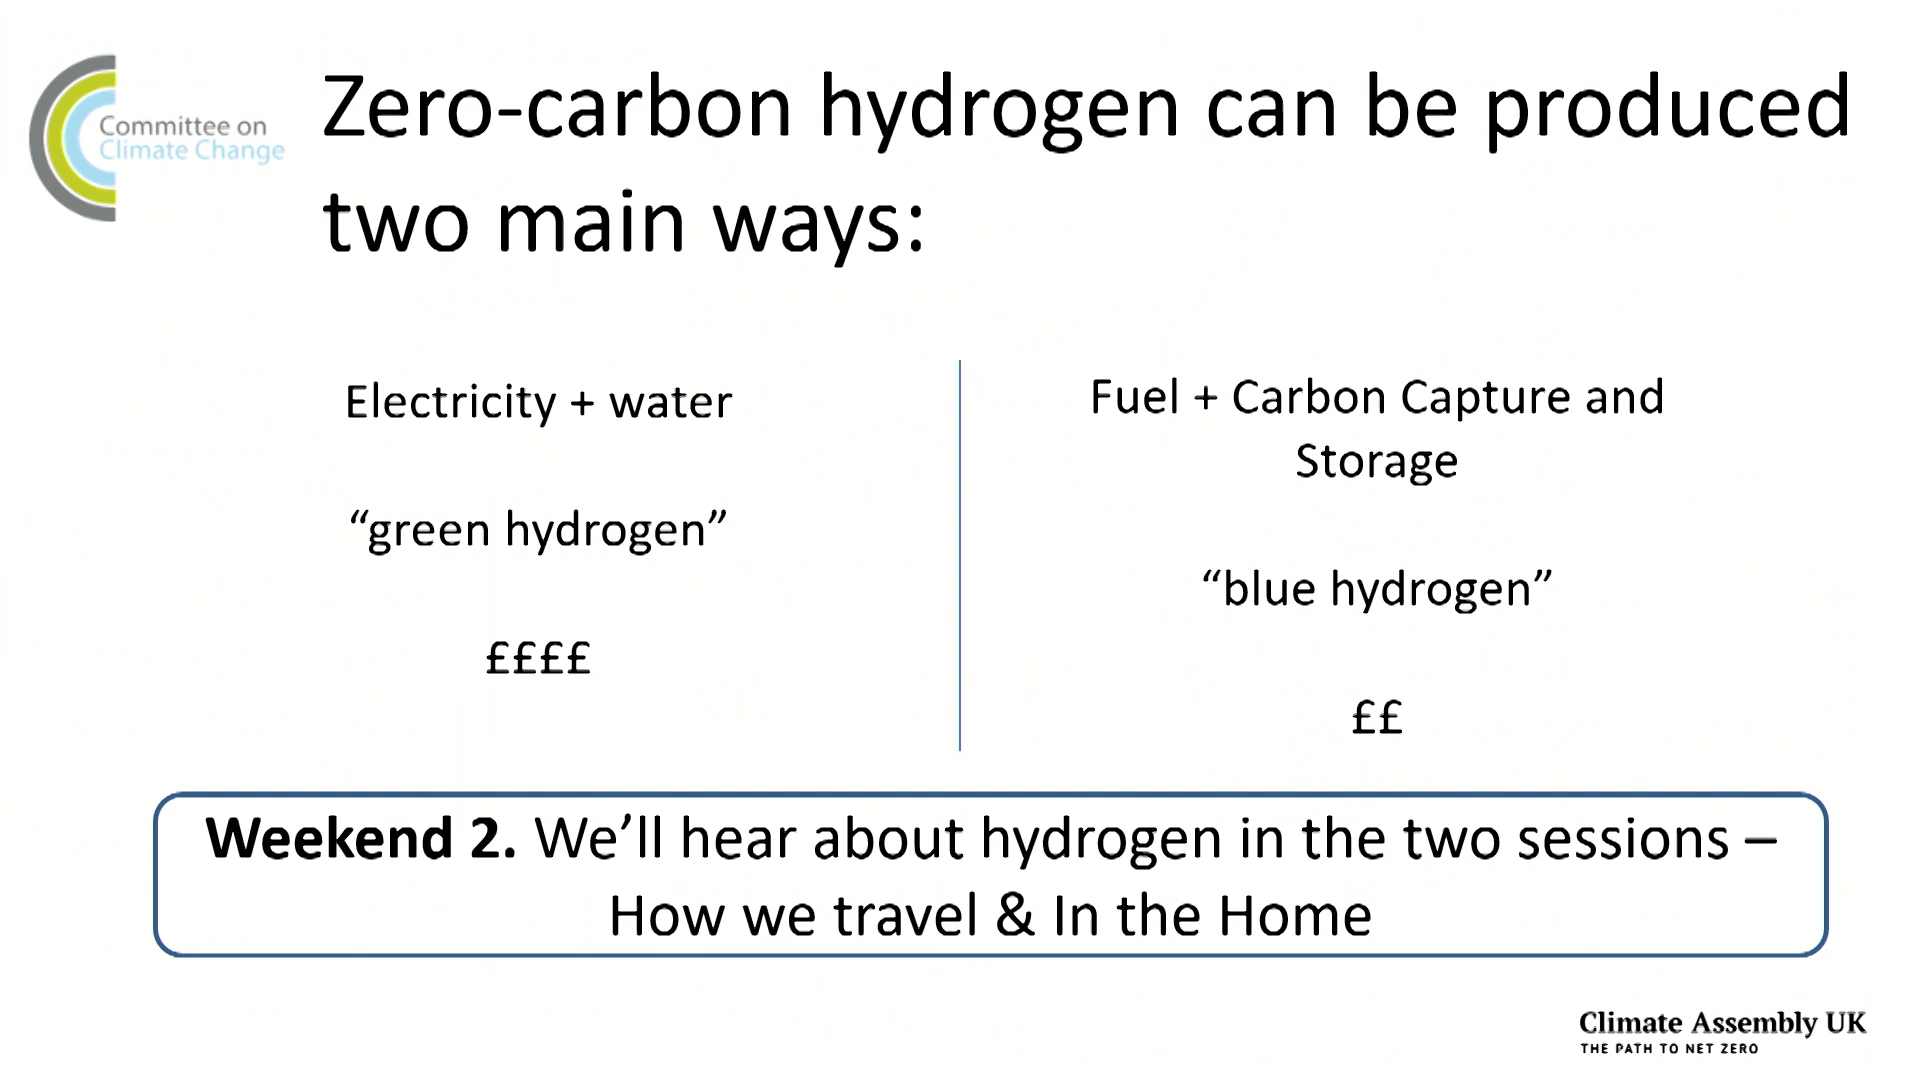 Committee on
Climate Change
Zero-carbon hydrogen can be produced
two main ways:
Electricity + water
“green hydrogen”
££££
Fuel + Carbon Capture and
Storage
“blue hydrogen”
££
Weekend 2. We’ll hear about hydrogen in the two sessions –
How we travel & In the Home
Climate Assembly UK
THE PATH TO NET ZERO